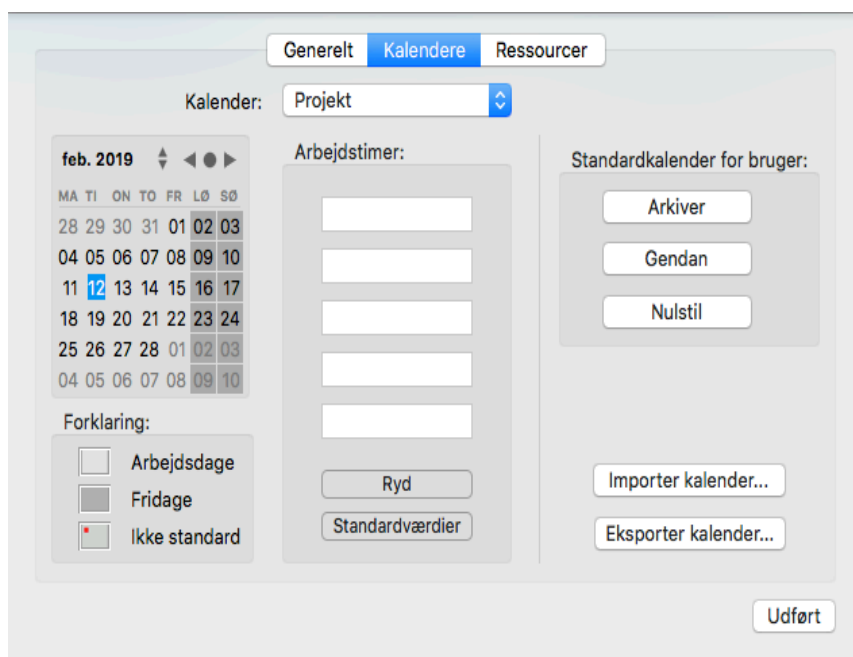 Generelt Kalendere Ressourcer
Kalender: Projekt
feb. 2019
MA TI ON TO FR LØ SØ
28 29 30 31 01 02 03
04 05 06 07 08 09 10
11 12 13 14 15 16 17
18 19 20 21 22 23 24
25 26 27 28 01 02 03
04 05 06 07 08 09 10
Forklaring:
Arbejdsdage
Fridage
Ikke standard
Arbejdstimer:
Ryd
Standardværdier
Standardkalender for bruger:
Arkiver
Gendan
Nulstil
Importer kalender...
Eksporter kalender...
Udført